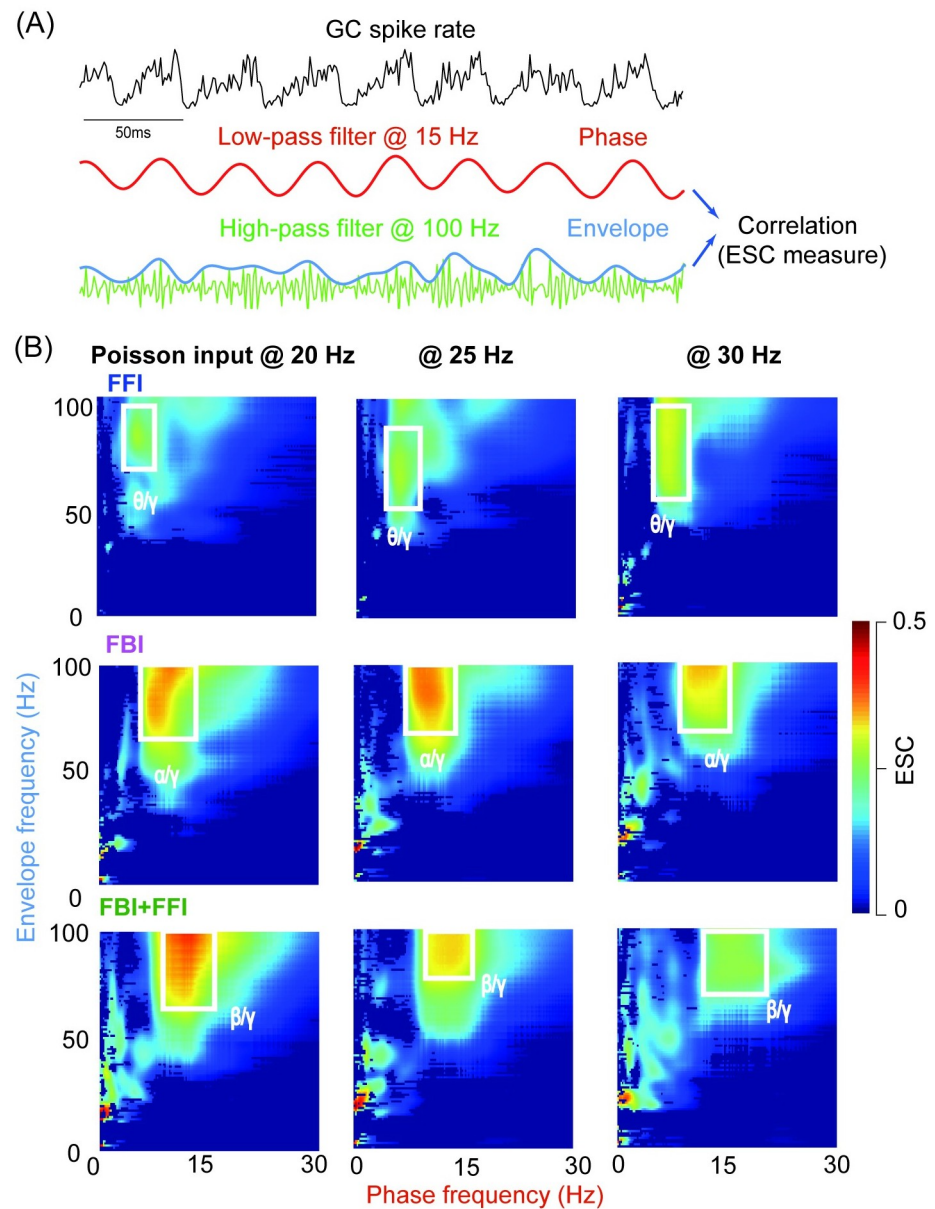 (A)
GC spike rate
50ms
Low-pass filter @ 15 Hz
Phase
High-pass filter @ 100 Hz
Envelope
Correlation
(ESC measure)
(B)
Poisson input @ 20 Hz
@ 25 Hz
@ 30 Hz
FFI
100
50
0
θ/γ
θ/γ
θ/γ
FBI
100
50
0
α/γ
α/γ
α/γ
0.5
ESC
0
Envelope frequency (Hz)
FBI+FFI
100
50
0
β/γ
β/γ
β/γ
0
15
30
0
15
30
0
15
30
Phase frequency (Hz)